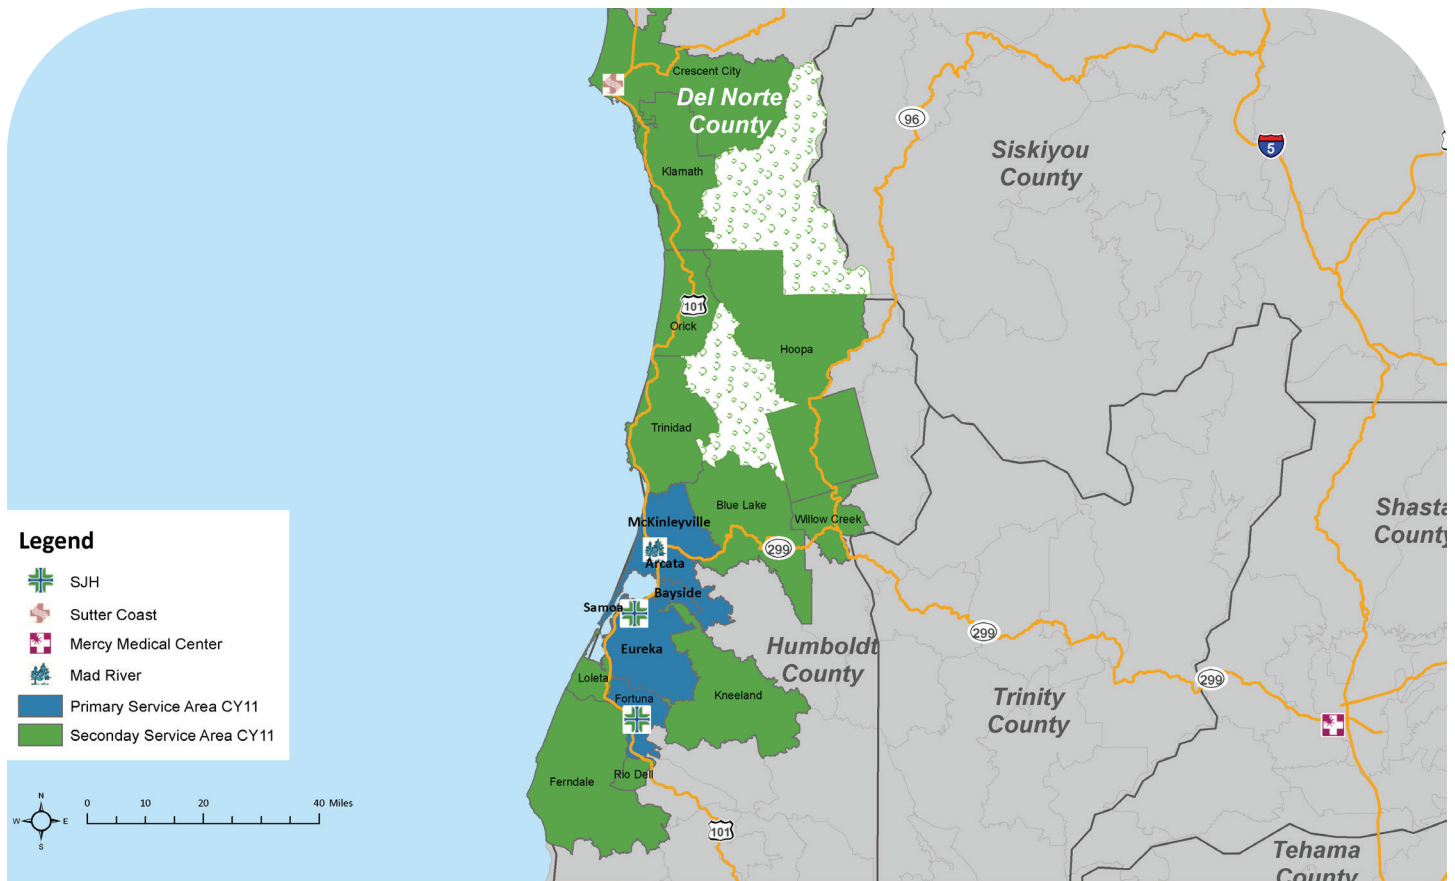 Crescent City
Del Norte
County
96
Siskiyou
County
5
Klamath
101
Orick
Hoopa
Trinidad
Blue Lake
Willow Creek
Shasta
County
McKinleyville
299
Arcata
Bayside
Samoa
Eureka
Humboldt
County
299
299
Loleta
Fortuna
Kneeland
Trinity
County
Rio Dell
Ferndale
101
Tehama
County
Legend
SJH
Sutter Coast
Mercy Medical Center
Mad River
Primary Service Area CY11
Seconday Service Area CY11
N
W E
S
0 10 20 40 Miles